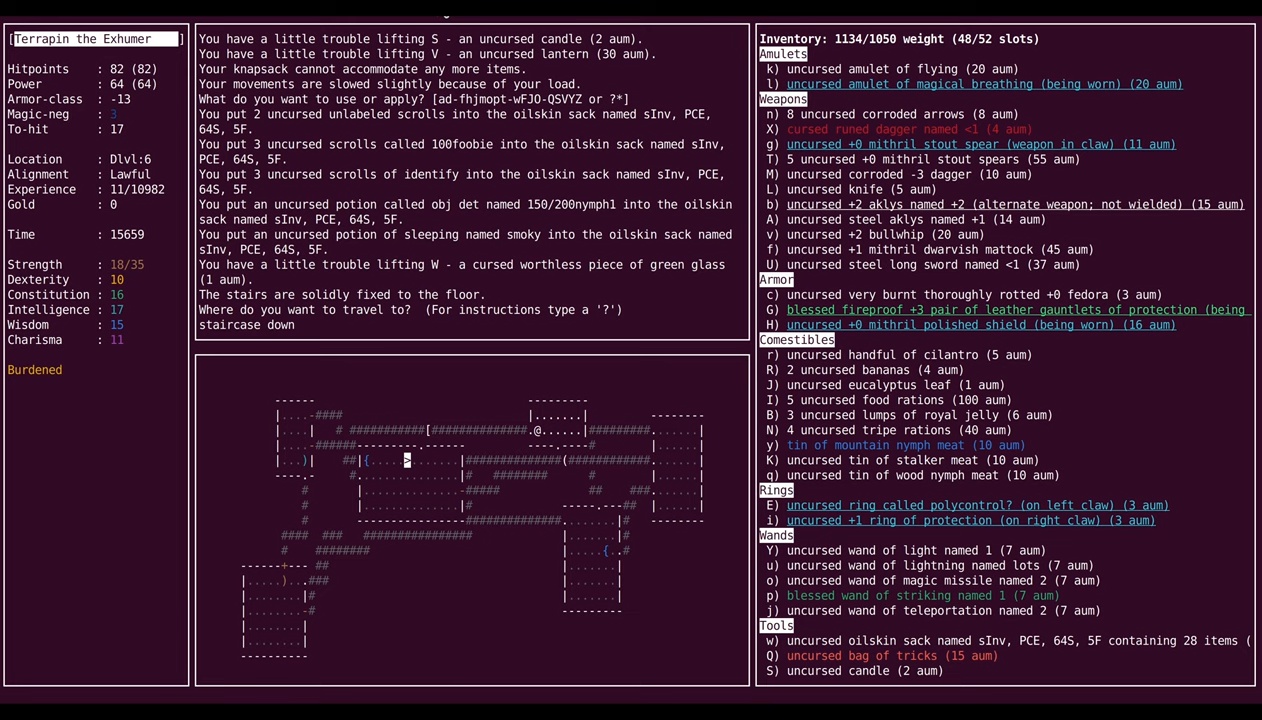 [Terrapin the Exhumer ]
Hitpoints : 82 (82)
Power : 64 (64)
Armor-class : -13
Magic-neg : 3
To-hit : 17
Location : Dlvl:6
Alignment : Lawful
Experience : 11/10982
Gold : 0
Time : 15659
Strength : 18/35
Dexterity : 10
Constitution : 16
Intelligence : 17
Wisdom : 15
Charisma : 11
Burdened
You have a little trouble lifting S - an uncursed candle (2 aum).
You have a little trouble lifting V - an uncursed lantern (30 aum).
Your knapsack cannot accommodate any more items.
Your movements are slowed slightly because of your load.
What do you want to use or apply? [ad-fhjmopt-wFJO-QSVYZ or ?*]
You put 2 uncursed unlabeled scrolls into the oilskin sack named sInv, PCE,
64S, 5F.
You put 3 uncursed scrolls called 100foobie into the oilskin sack named sInv,
PCE, 64S, 5F.
You put 3 uncursed scrolls of identify into the oilskin sack named sInv, PCE,
64S, 5F.
You put an uncursed potion called obj det named 150/200nymph1 into the oilskin
sack named sInv, PCE, 64S, 5F.
You put an uncursed potion of sleeping named smoky into the oilskin sack named
sInv, PCE, 64S, 5F.
You have a little trouble lifting W - a cursed worthless piece of green glass
(1 aum).
The stairs are solidly fixed to the floor.
Where do you want to travel to? (For instructions type a '?')
staircase down
Inventory: 1134/1050 weight (48/52 slots)
Amulets
k) uncursed amulet of flying (20 aum)
l) uncursed amulet of magical breathing (being worn) (20 aum)
Weapons
n) 8 uncursed corroded arrows (8 aum)
X) cursed runed dagger named <1 (4 aum)
g) uncursed +0 mithril stout spear (weapon in claw) (11 aum)
T) 5 uncursed +0 mithril stout spears (55 aum)
M) uncursed corroded -3 dagger (10 aum)
L) uncursed knife (5 aum)
b) uncursed +2 aklys named +2 (alternate weapon; not wielded) (15 aum)
A) uncursed steel aklys named +1 (14 aum)
v) uncursed +2 bullwhip (20 aum)
f) uncursed +1 mithril dwarvish mattock (45 aum)
U) uncursed steel long sword named <1 (37 aum)
Armor
c) uncursed very burnt thoroughly rotted +0 fedora (3 aum)
G) blessed fireproof +3 pair of leather gauntlets of protection (being
H) uncursed +0 mithril polished shield (being worn) (16 aum)
Comestibles
r) uncursed handful of cilantro (5 aum)
R) 2 uncursed bananas (4 aum)
J) uncursed eucalyptus leaf (1 aum)
I) 5 uncursed food rations (100 aum)
B) 3 uncursed lumps of royal jelly (6 aum)
N) 4 uncursed tripe rations (40 aum)
y) tin of mountain nymph meat (10 aum)
K) uncursed tin of stalker meat (10 aum)
q) uncursed tin of wood nymph meat (10 aum)
Rings
E) uncursed ring called polycontrol? (on left claw) (3 aum)
i) uncursed +1 ring of protection (on right claw) (3 aum)
Wands
Y) uncursed wand of light named 1 (7 aum)
u) uncursed wand of lightning named lots (7 aum)
o) uncursed wand of magic missile named 2 (7 aum)
p) blessed wand of striking named 1 (7 aum)
j) uncursed wand of teleportation named 2 (7 aum)
Tools
w) uncursed oilskin sack named sInv, PCE, 64S, 5F containing 28 items (
Q) uncursed bag of tricks (15 aum)
S) uncursed candle (2 aum)